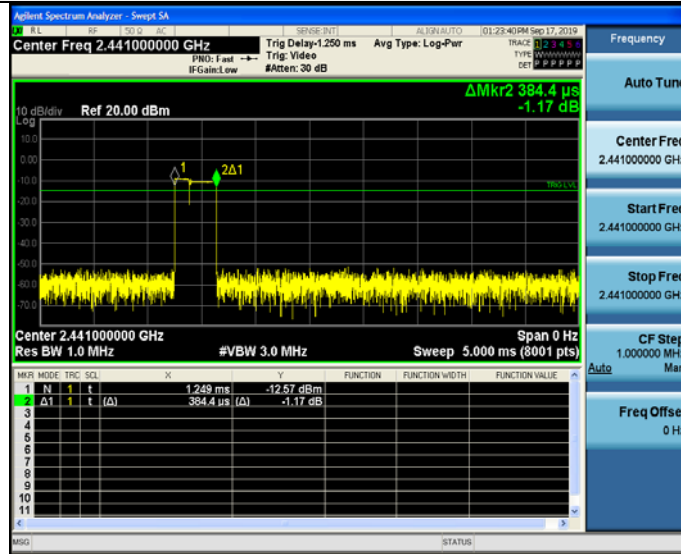 Agilent Spectrum Analyzer - Swept SA
RL RF 50 Ω AC SENSE:INT ALIGNAUTO 01:23:40 PM Sep 17, 2019
Center Freq 2.441000000 GHz Trig Delay-1.250 ms Avg Type: Log-Pwr TRACE 1 2 3 4 5 6
PNO: Fast Trig: Video TYPE WWWWWW
IFGain:Low #Atten: 30 dB DET P P P P P P
ΔMkr2 384.4 µs
-1.17 dB
10 dB/div Ref 20.00 dBm
Log
10.0
0.00
-10.0
-20.0
-30.0
-40.0
-50.0
-60.0
-70.0
1
2Δ1
TRIG LVL
Center 2.441000000 GHz Span 0 Hz
Res BW 1.0 MHz #VBW 3.0 MHz Sweep 5.000 ms (8001 pts)
MKR MODE TRC SCL X Y FUNCTION FUNCTION WIDTH FUNCTION VALUE
1 N 1 t 1.249 ms -12.57 dBm
2 Δ1 1 t (Δ) 384.4 µs (Δ) -1.17 dB
3
4
5
6
7
8
9
10
11
MSG STATUS
Frequency
Auto Tune
Center Freq
2.441000000 GHz
Start Freq
2.441000000 GHz
Stop Freq
2.441000000 GHz
CF Step
1.000000 MHz
Auto Man
Freq Offset
0 Hz